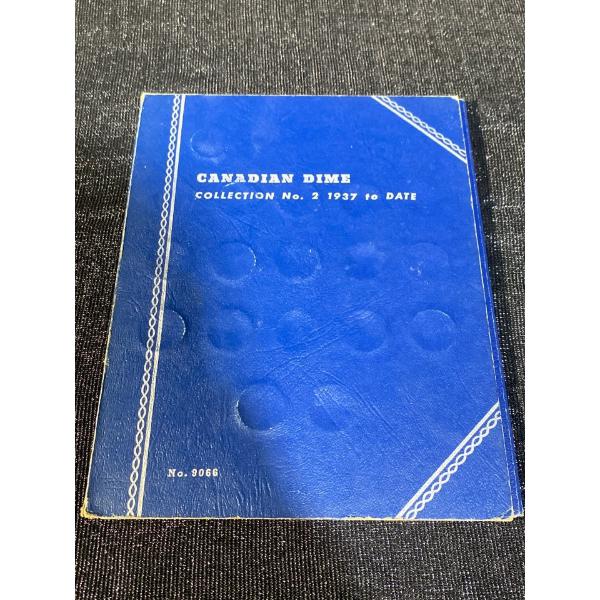 CANADIAN DIME
COLLECTION No. 2 1937 to DATE
No. 9066